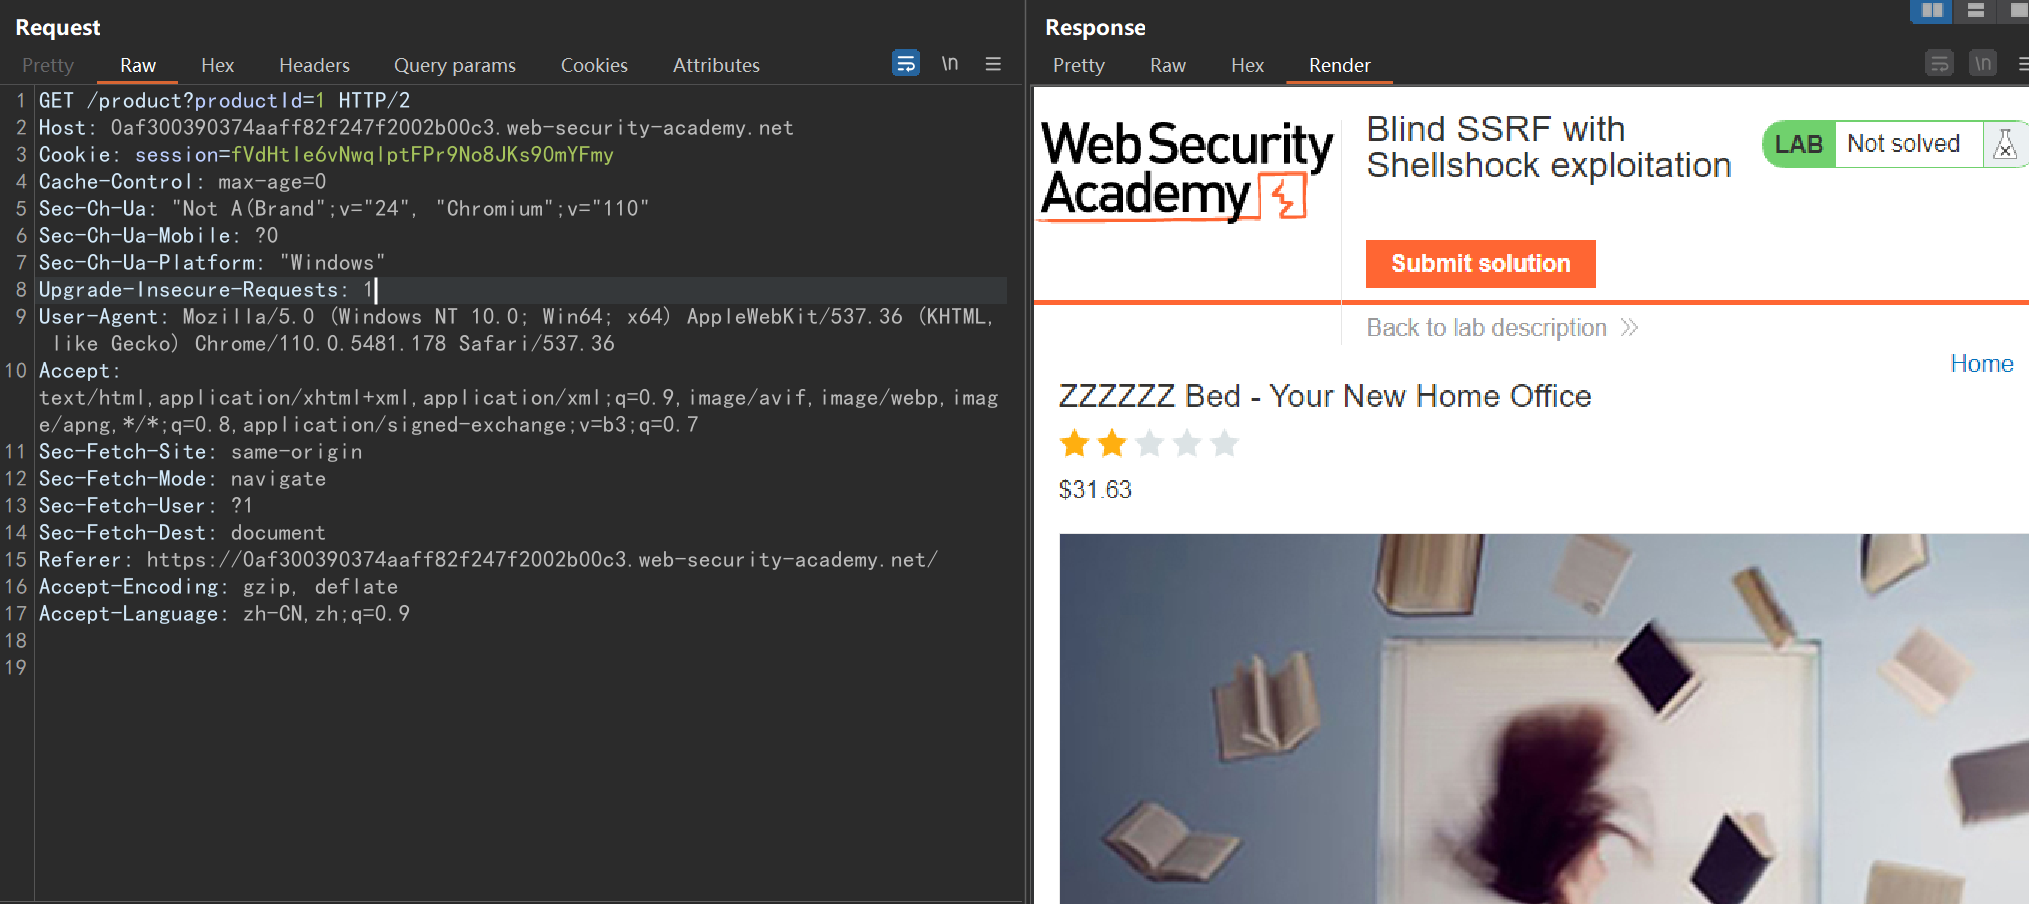 Request
Pretty Raw Hex Headers Query params Cookies Attributes \n
1 GET /product?productId=1 HTTP/2
2 Host: 0af300390374aaff82f247f2002b00c3.web-security-academy.net
3 Cookie: session=fVdHtIe6vNwqIptFPr9No8JKs90mYFmy
4 Cache-Control: max-age=0
5 Sec-Ch-Ua: "Not A(Brand";v="24", "Chromium";v="110"
6 Sec-Ch-Ua-Mobile: ?0
7 Sec-Ch-Ua-Platform: "Windows"
8 Upgrade-Insecure-Requests: 1
9 User-Agent: Mozilla/5.0 (Windows NT 10.0; Win64; x64) AppleWebKit/537.36 (KHTML,
like Gecko) Chrome/110.0.5481.178 Safari/537.36
10 Accept:
text/html,application/xhtml+xml,application/xml;q=0.9,image/avif,image/webp,imag
e/apng,*/*;q=0.8,application/signed-exchange;v=b3;q=0.7
11 Sec-Fetch-Site: same-origin
12 Sec-Fetch-Mode: navigate
13 Sec-Fetch-User: ?1
14 Sec-Fetch-Dest: document
15 Referer: https://0af300390374aaff82f247f2002b00c3.web-security-academy.net/
16 Accept-Encoding: gzip, deflate
17 Accept-Language: zh-CN,zh;q=0.9
18
19
Response
Pretty Raw Hex Render \n
Web Security
Academy
Blind SSRF with
Shellshock exploitation
LAB Not solved
Submit solution
Back to lab description
Home
ZZZZZZ Bed - Your New Home Office
$31.63